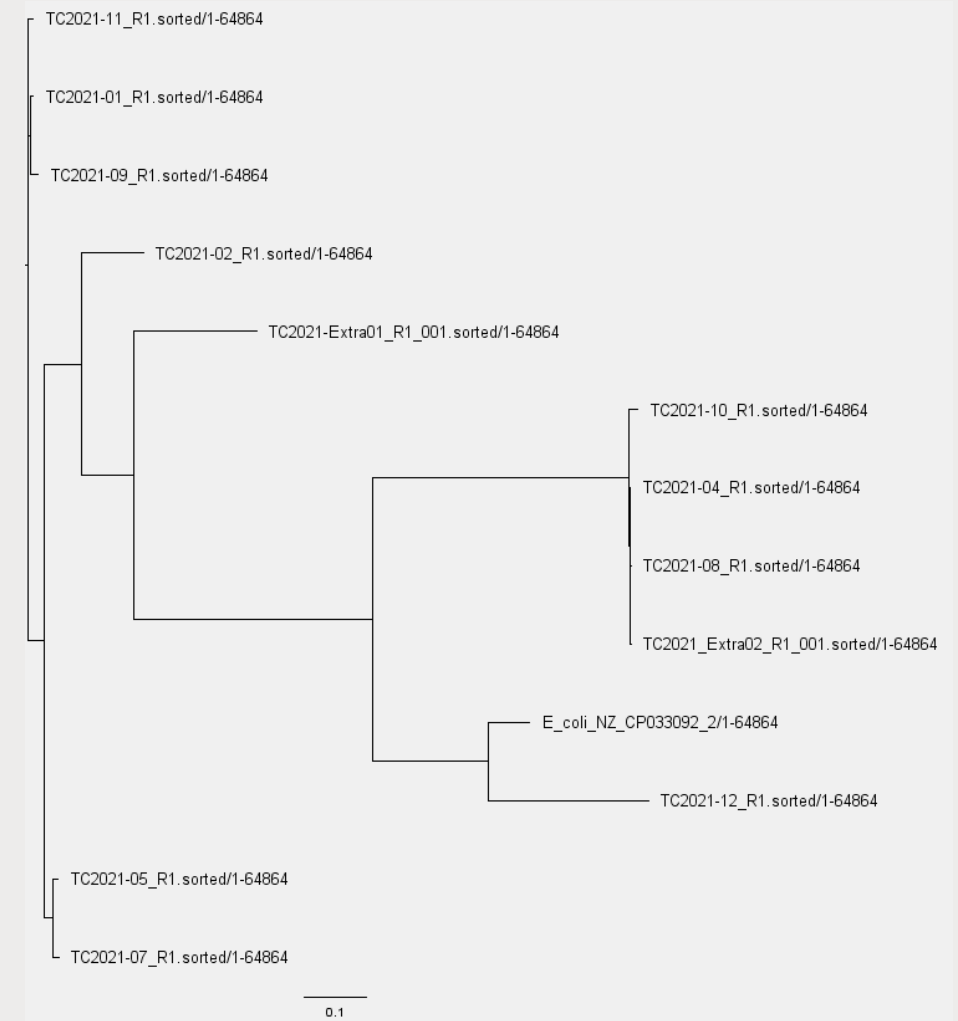 TC2021-11_R1.sorted/1-64864
TC2021-01_R1.sorted/1-64864
TC2021-09_R1.sorted/1-64864
TC2021-02_R1.sorted/1-64864
TC2021-Extra01_R1_001.sorted/1-64864
TC2021-10_R1.sorted/1-64864
TC2021-04_R1.sorted/1-64864
TC2021-08_R1.sorted/1-64864
TC2021_Extra02_R1_001.sorted/1-64864
E_coli_NZ_CP033092_2/1-64864
TC2021-12_R1.sorted/1-64864
TC2021-05_R1.sorted/1-64864
TC2021-07_R1.sorted/1-64864
0.1